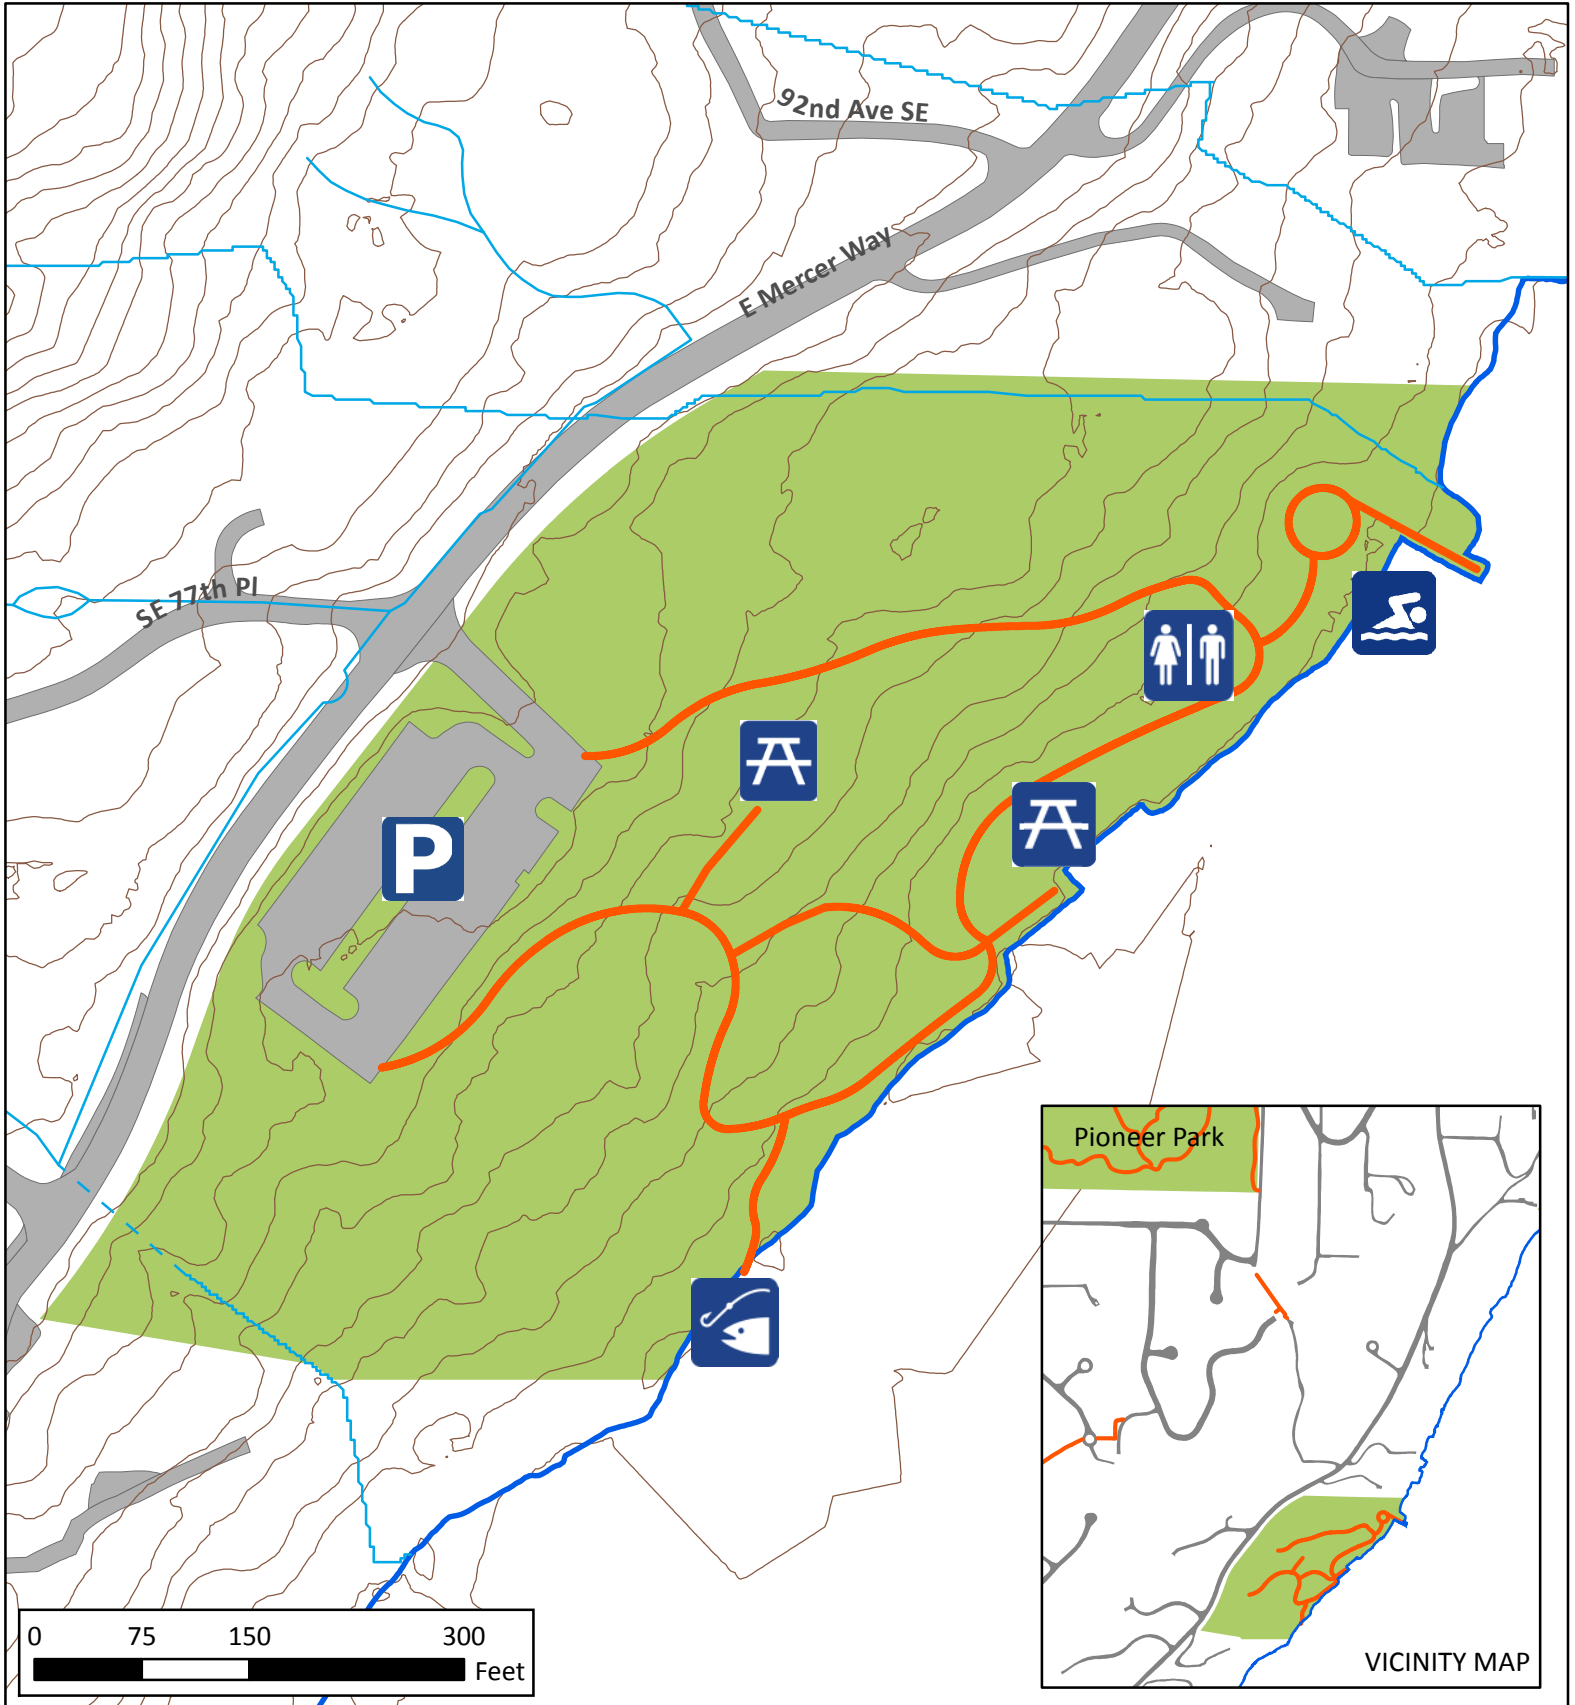 92nd Ave SE
E Mercer Way
SE 77th Pl
P
Pioneer Park
VICINITY MAP
0 75 150 300
Feet